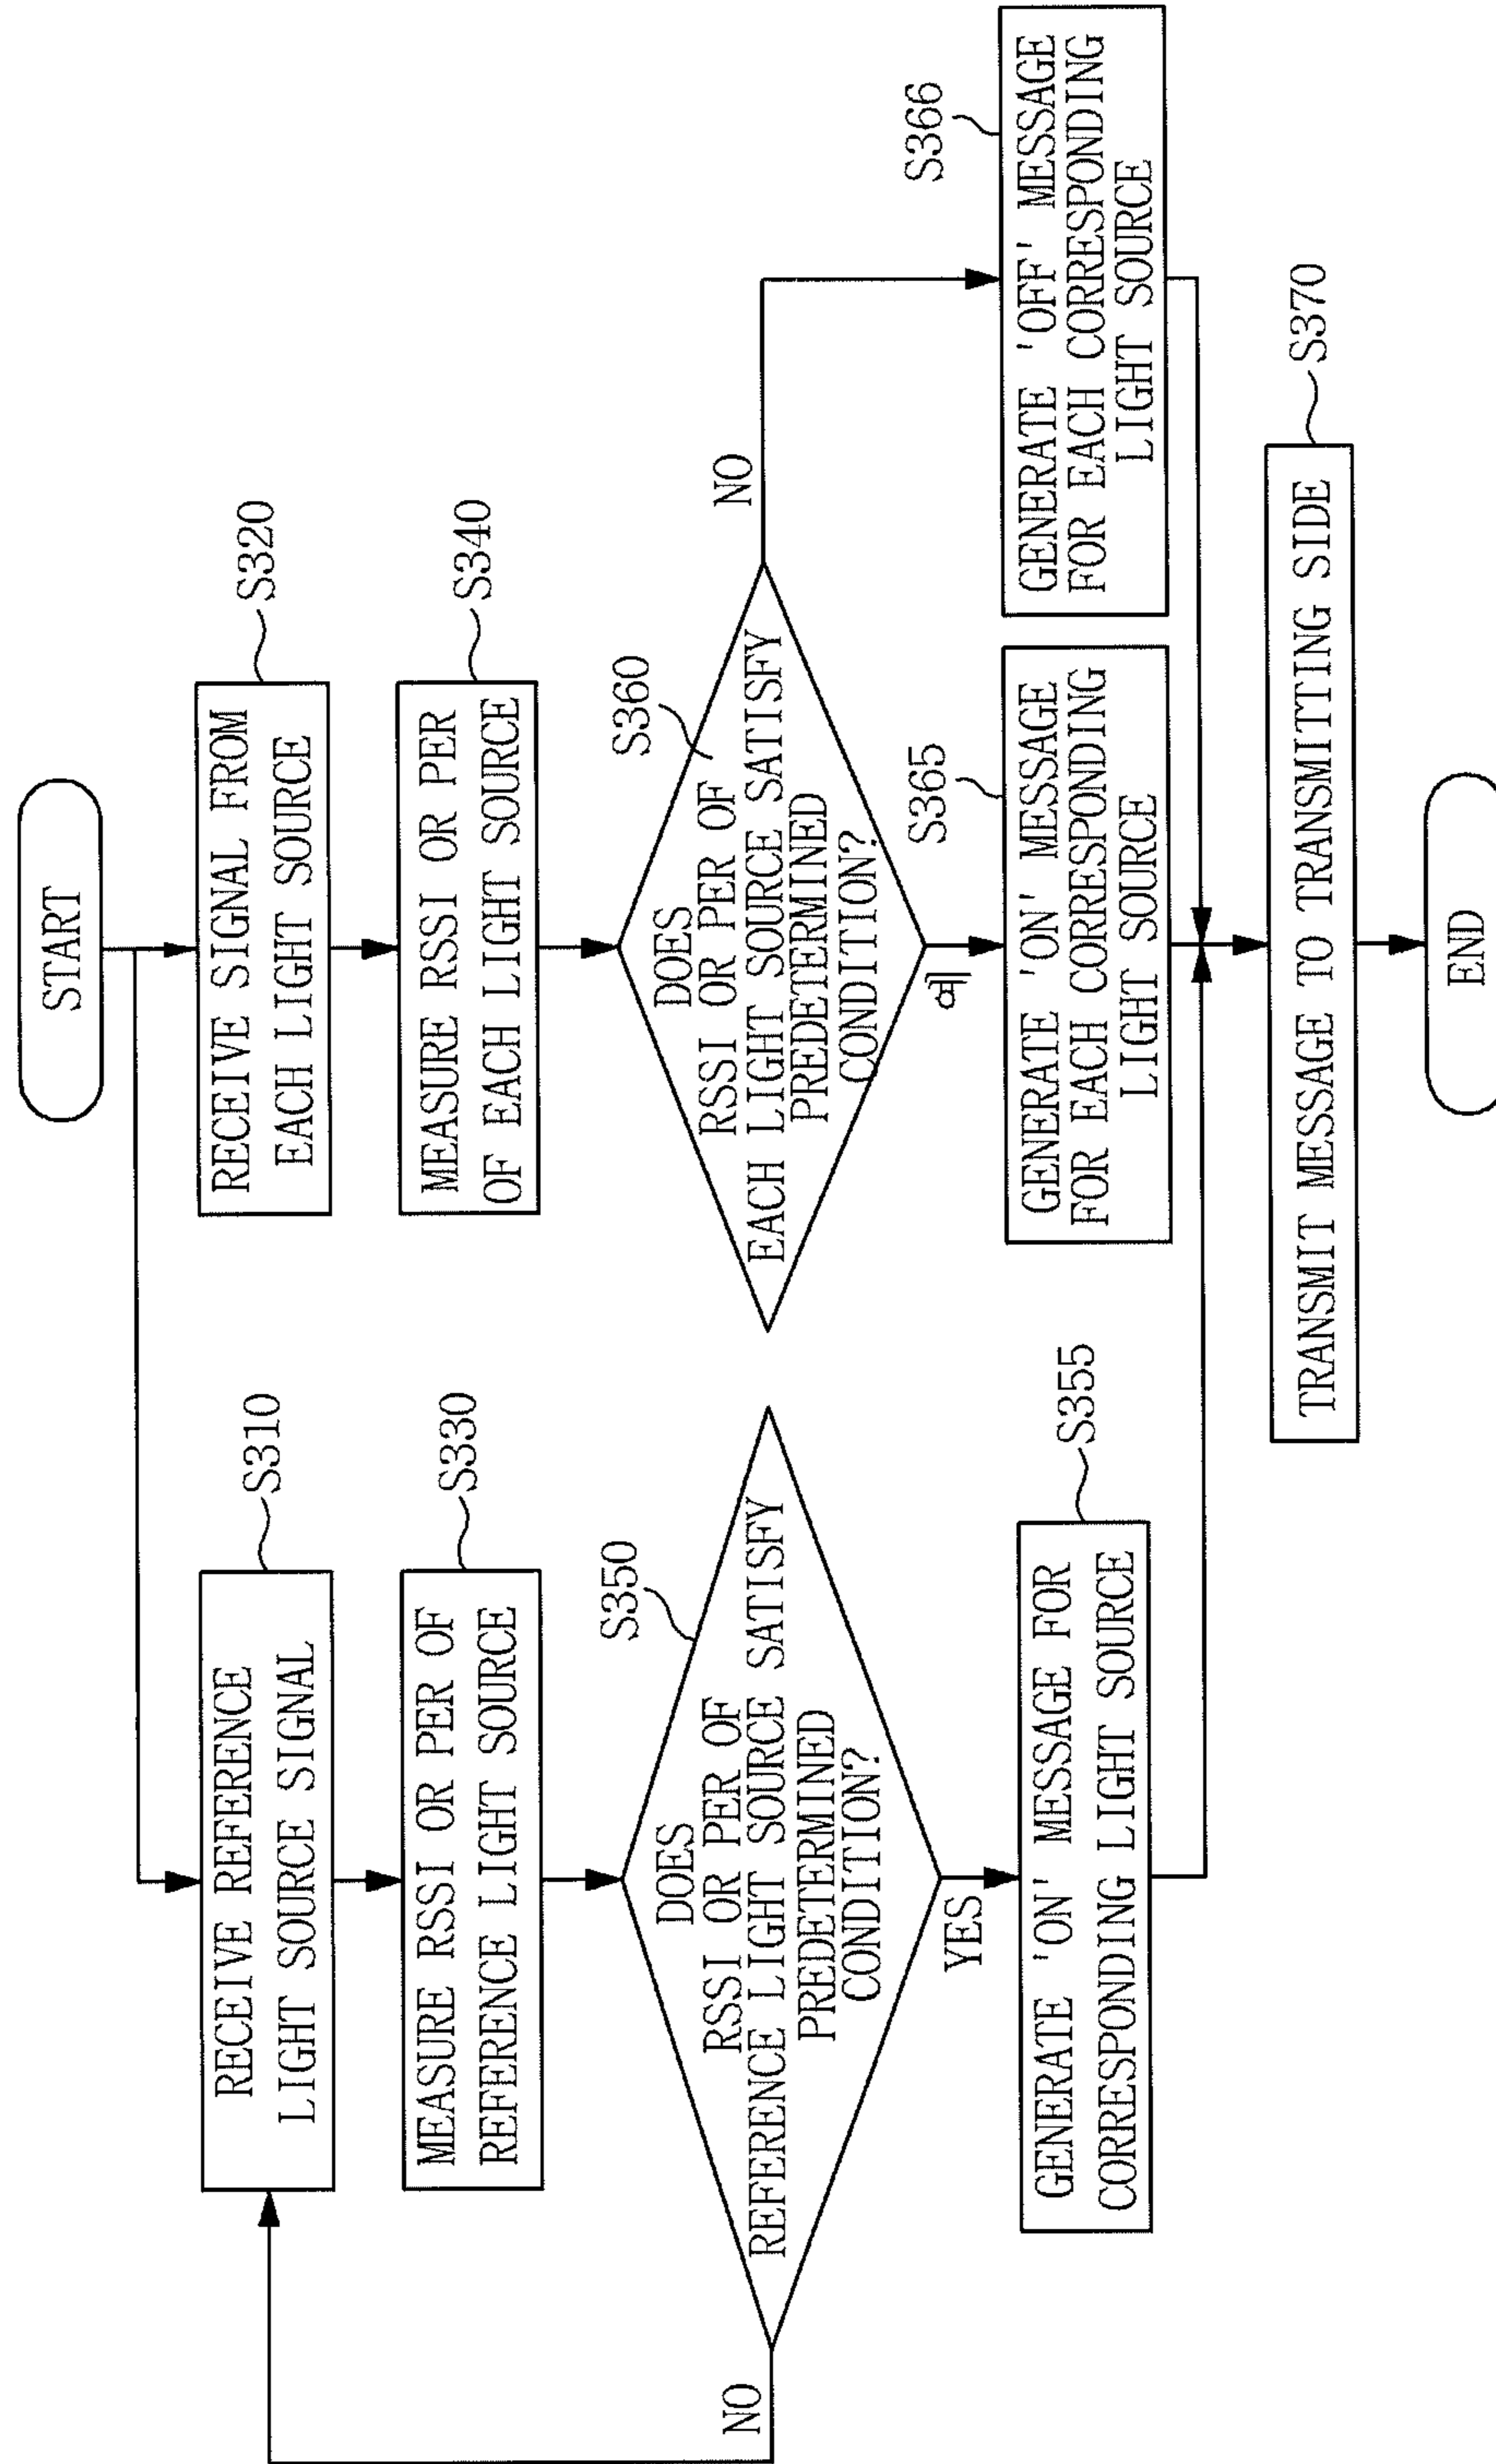 START
RECEIVE REFERENCE
LIGHT SOURCE SIGNAL
S310
RECEIVE SIGNAL FROM
EACH LIGHT SOURCE
S320
MEASURE RSSI OR PER OF
REFERENCE LIGHT SOURCE
S330
MEASURE RSSI OR PER
OF EACH LIGHT SOURCE
S340
DOES
RSSI OR PER OF
REFERENCE LIGHT SOURCE SATISFY
PREDETERMINED
CONDITION?
S350
NO
YES
DOES
RSSI OR PER OF
EACH LIGHT SOURCE SATISFY
PREDETERMINED
CONDITION?
S360
NO
예
GENERATE 'ON' MESSAGE FOR
CORRESPONDING LIGHT SOURCE
S355
GENERATE 'ON' MESSAGE
FOR EACH CORRESPONDING
LIGHT SOURCE
S365
GENERATE 'OFF' MESSAGE
FOR EACH CORRESPONDING
LIGHT SOURCE
S366
TRANSMIT MESSAGE TO TRANSMITTING SIDE
S370
END